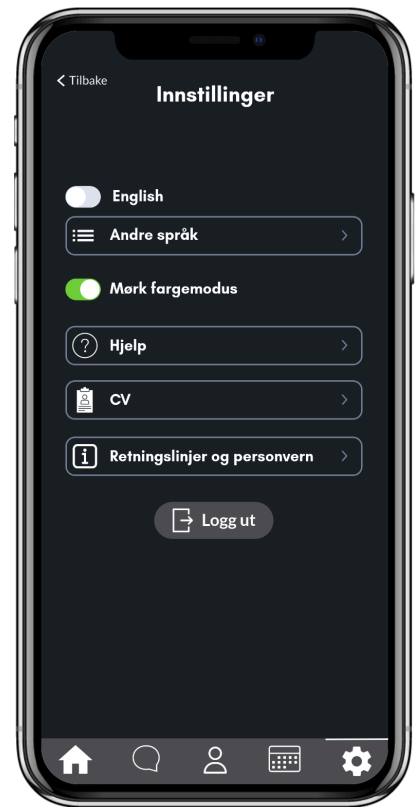 Tilbake
Innstillinger
English
Andre språk
Mørk fargemodus
Hjelp
CV
Retningslinjer og personvern
Logg ut